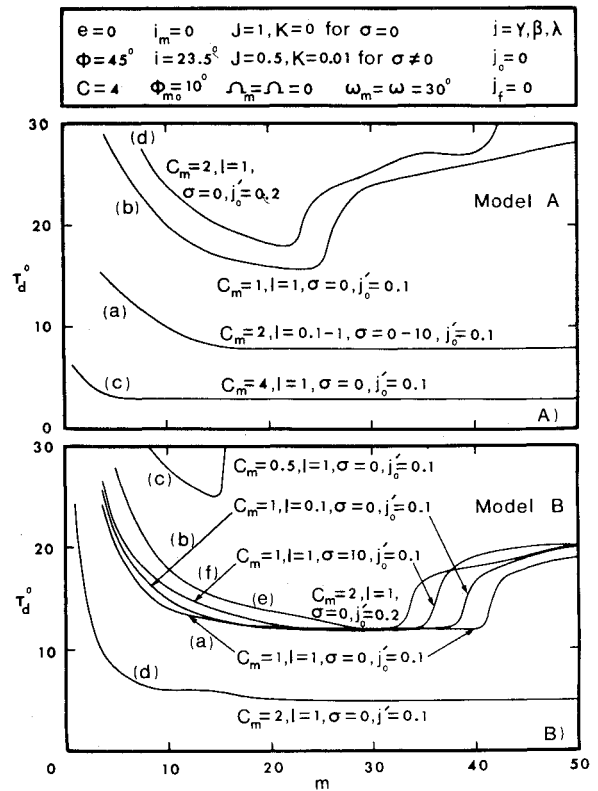 e=0 i_m=0 J=1, K=0 for σ=0 j=γ,β,λ
Φ=45° i=23.5° J=0.5, K=0.01 for σ≠0 j_o=0
C=4 Φ_mo=10° Ω_m=Ω=0 ω_m=ω=30° j_f=0
30
(d)
C_m=2, l=1,
σ=0, j'_o=0.2
(b)
Model A
20
τ_d°
C_m=1, l=1, σ=0, j'_o=0.1
(a)
10
C_m=2, l=0.1-1, σ=0-10, j'_o=0.1
(c)
C_m=4, l=1, σ=0, j'_o=0.1
0
A)
30
(c)
C_m=0.5, l=1, σ=0, j'_o=0.1
(b)
C_m=1, l=0.1, σ=0, j'_o=0.1
Model B
20
(f)
C_m=1, l=1, σ=10, j'_o=0.1
τ_d°
(e)
C_m=2, l=1,
σ=0, j'_o=0.2
(a)
C_m=1, l=1, σ=0, j'_o=0.1
10
(d)
C_m=2, l=1, σ=0, j'_o=0.1
B)
0 10 20 30 40 50
m